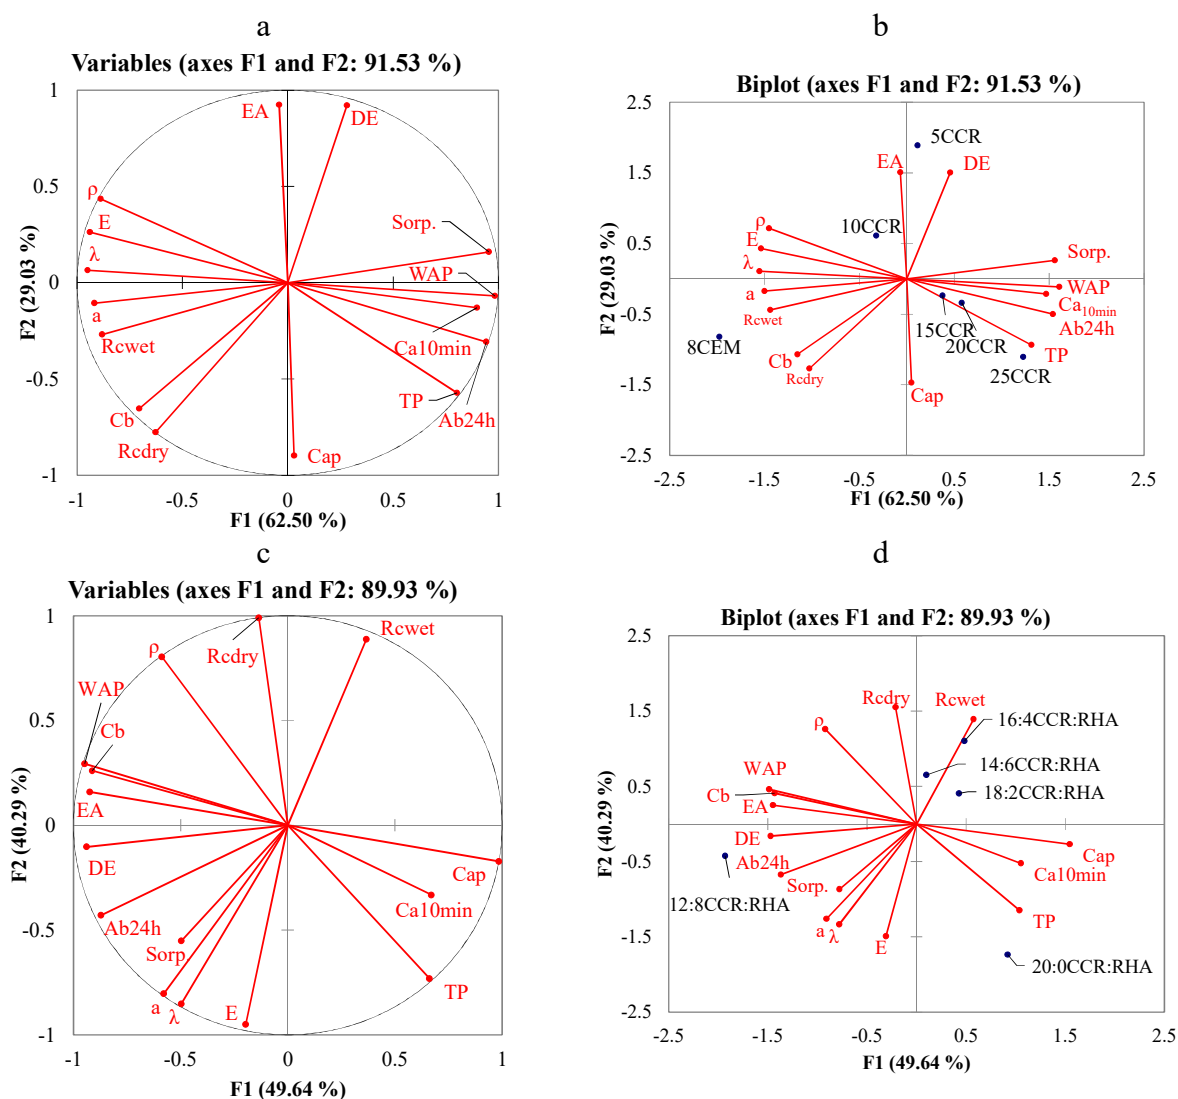 a
Variables (axes F1 and F2: 91.53 %)
F2 (29.03 %)
1
0.5
0
-0.5
-1
EA
DE
ρ
E
λ
a
Rcwet
Cb
Rcdry
Cap
Sorp.
WAP
Ca10min
TP
Ab24h
-1
-0.5
0
0.5
1
F1 (62.50 %)
b
Biplot (axes F1 and F2: 91.53 %)
F2 (29.03 %)
2.5
1.5
0.5
-0.5
-1.5
-2.5
5CCR
EA
DE
10CCR
ρ
E
λ
a
Rcwet
8CEM
Cb
Rcdry
Cap
Sorp.
WAP
Ca10min
Ab24h
15CCR
20CCR
TP
25CCR
-2.5
-1.5
-0.5
0.5
1.5
2.5
F1 (62.50 %)
c
Variables (axes F1 and F2: 89.93 %)
F2 (40.29 %)
1
0.5
0
-0.5
-1
Rcwet
Rcdry
ρ
WAP
Cb
EA
DE
Ab24h
Sorp
a
λ
E
Cap
Ca10min
TP
-1
-0.5
0
0.5
1
F1 (49.64 %)
d
Biplot (axes F1 and F2: 89.93 %)
F2 (40.29 %)
2.5
1.5
0.5
-0.5
-1.5
-2.5
Rcdry
Rcwet
ρ
16:4CCR:RHA
14:6CCR:RHA
18:2CCR:RHA
WAP
Cb
EA
DE
Ab24h
Sorp.
12:8CCR:RHA
a
λ
E
Cap
Ca10min
TP
20:0CCR:RHA
-2.5
-1.5
-0.5
0.5
1.5
2.5
F1 (49.64 %)